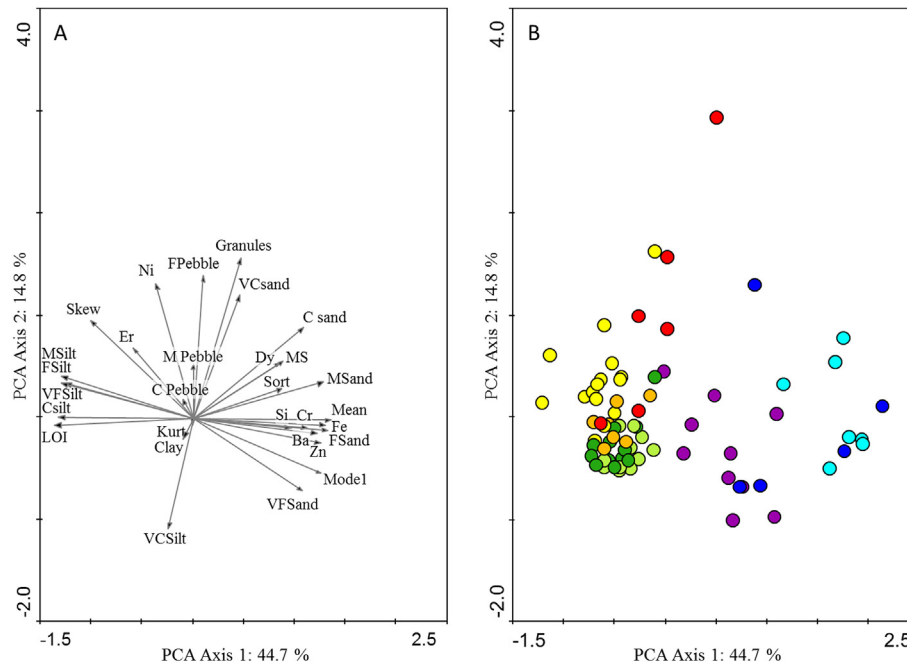 A
B
4.0
4.0
Granules
FPebble
Ni
VCsand
Skew
C sand
Er
M Pebble
Dy
MS
MSilt
FSilt
C Pebble
Sort
MSand
VFSilt
Csilt
Mean
Si
Cr
LOI
Fe
Kurt
Ba
FSand
Clay
Zn
Mode1
VFSand
VCSilt
PCA Axis 2: 14.8 %
PCA Axis 2: 14.8 %
-2.0
-2.0
-1.5
2.5
-1.5
2.5
PCA Axis 1: 44.7 %
PCA Axis 1: 44.7 %